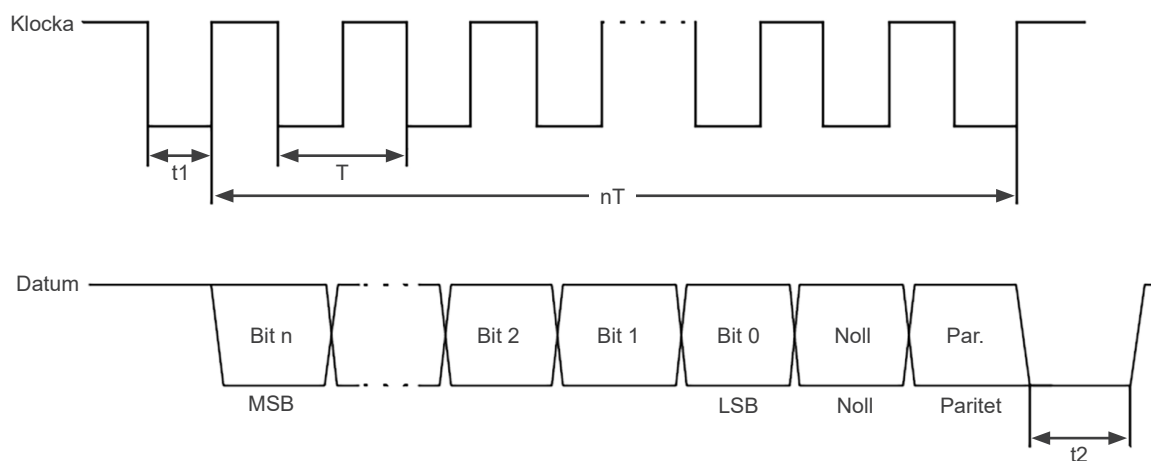 Klocka
t1
T
nT
Datum
Bit n
Bit 2
Bit 1
Bit 0
Noll
Par.
MSB
LSB
Noll
Paritet
t2